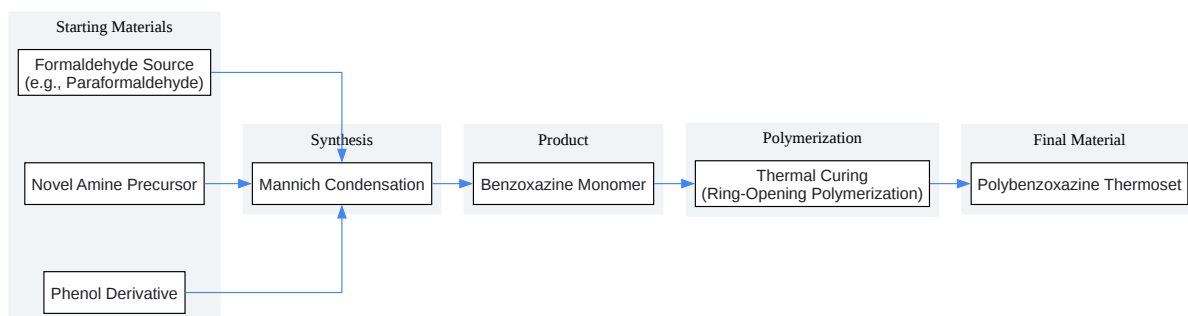 Starting Materials
Formaldehyde Source
(e.g., Paraformaldehyde)
Novel Amine Precursor
Phenol Derivative
Synthesis
Mannich Condensation
Product
Benzoxazine Monomer
Polymerization
Thermal Curing
(Ring-Opening Polymerization)
Final Material
Polybenzoxazine Thermoset